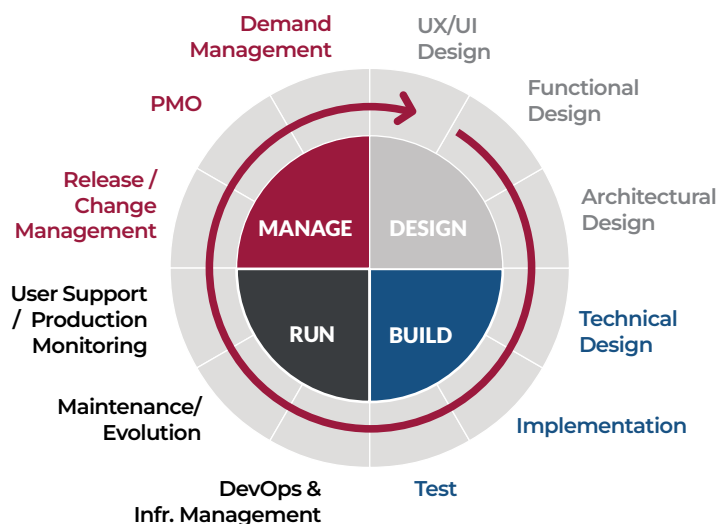 Demand
Management
UX/UI
Design
PMO
Functional
Design
Release /
Change
Management
Architectural
Design
MANAGE
DESIGN
User Support
/ Production
Monitoring
RUN
BUILD
Technical
Design
Maintenance/
Evolution
Implementation
DevOps &
Infr. Management
Test